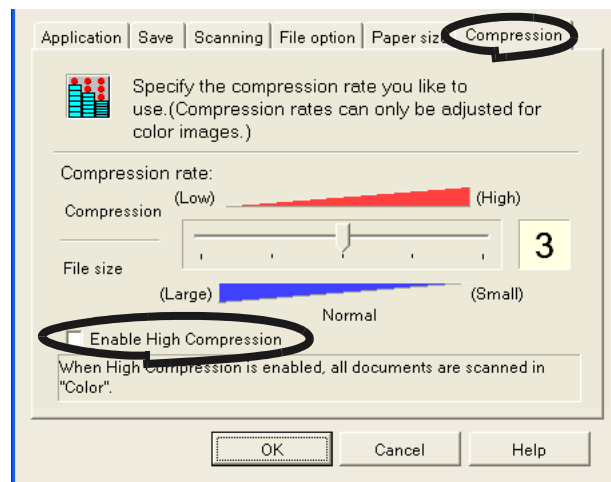 Application Save Scanning File option Paper size Compression
Specify the compression rate you like to
use.(Compression rates can only be adjusted for
color images.)
Compression rate:
(Low) (High)
Compression
3
File size
(Large) (Small)
Normal
Enable High Compression
When High Compression is enabled, all documents are scanned in
"Color".
OK Cancel Help